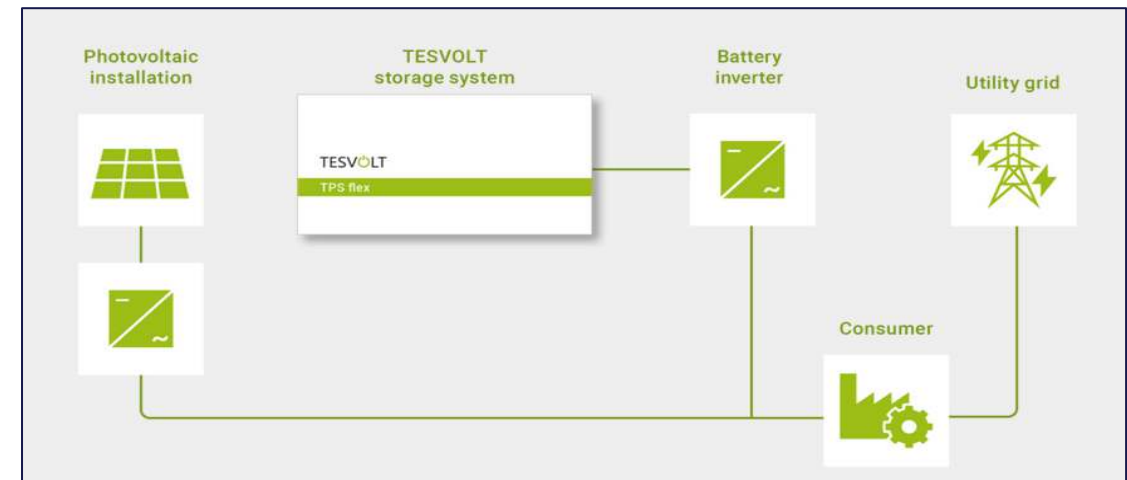 Photovoltaic
installation
TESVOLT
storage system
Battery
inverter
Utility grid
TESVOLT
TPS flex
Consumer